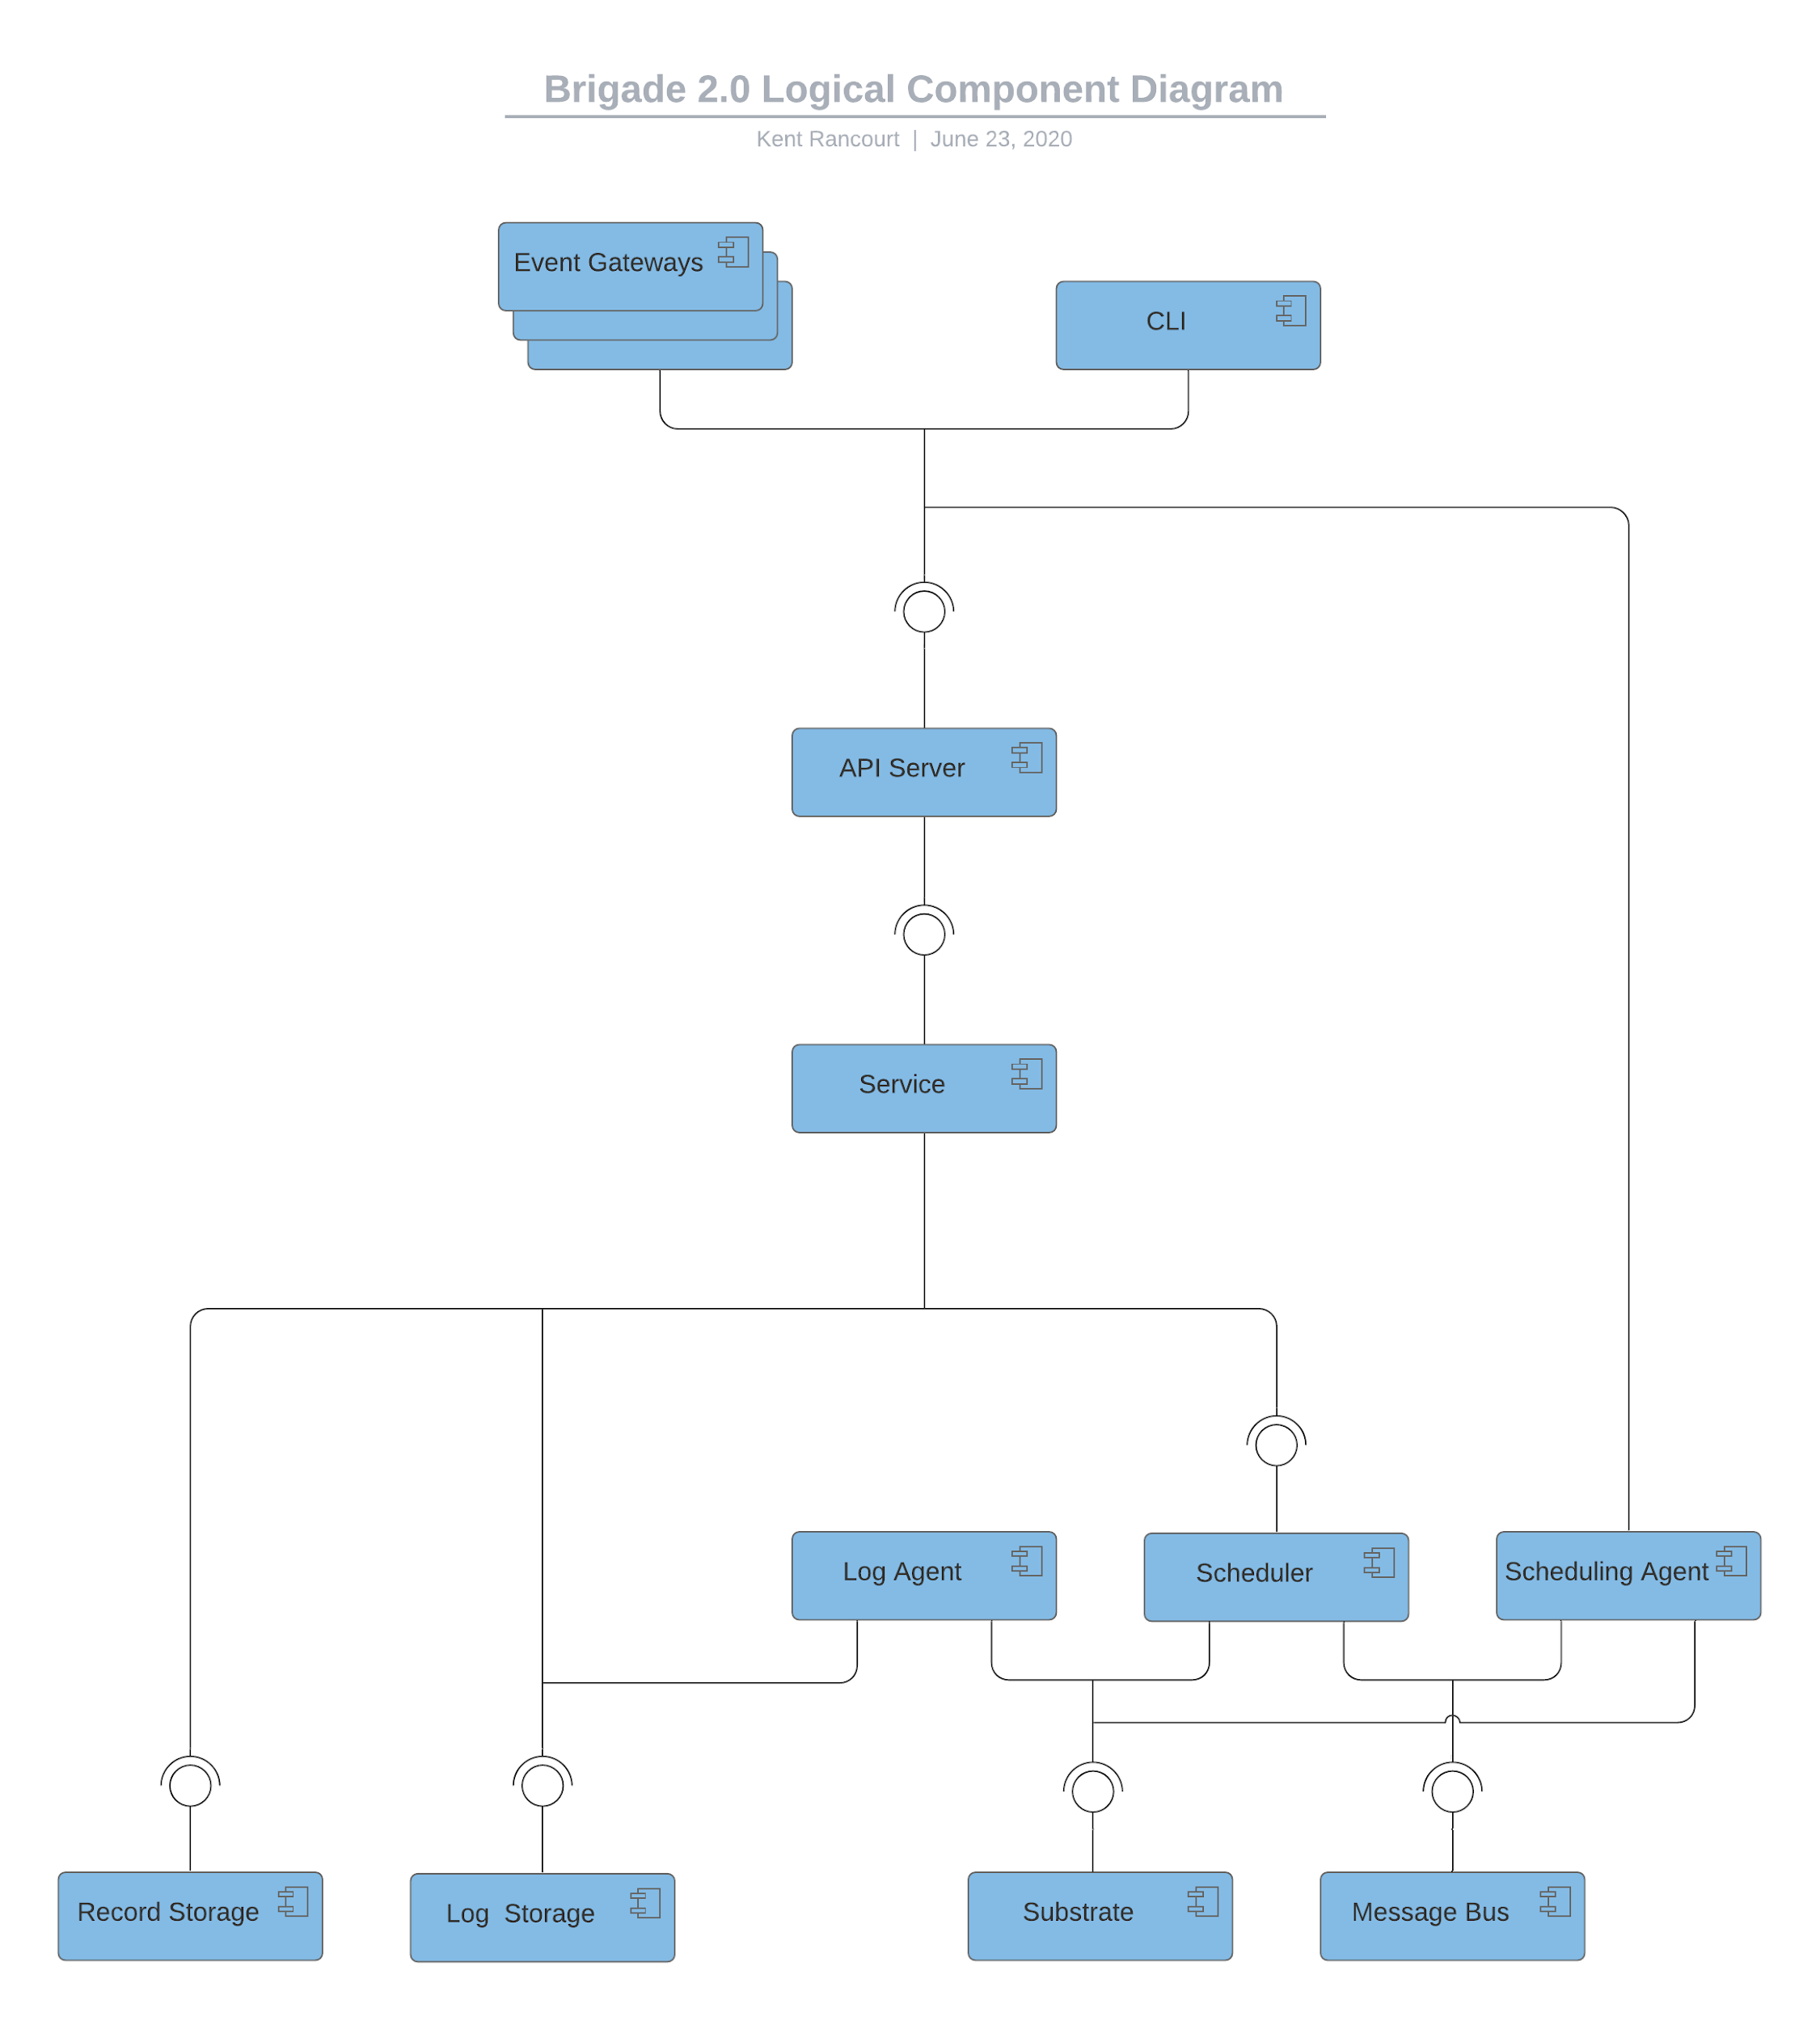 Brigade 2.0 Logical Component Diagram
Kent Rancourt | June 23, 2020
Event Gateways
CLI
API Server
Service
Log Agent
Scheduler
Scheduling Agent
Record Storage
Log  Storage
Substrate
Message Bus